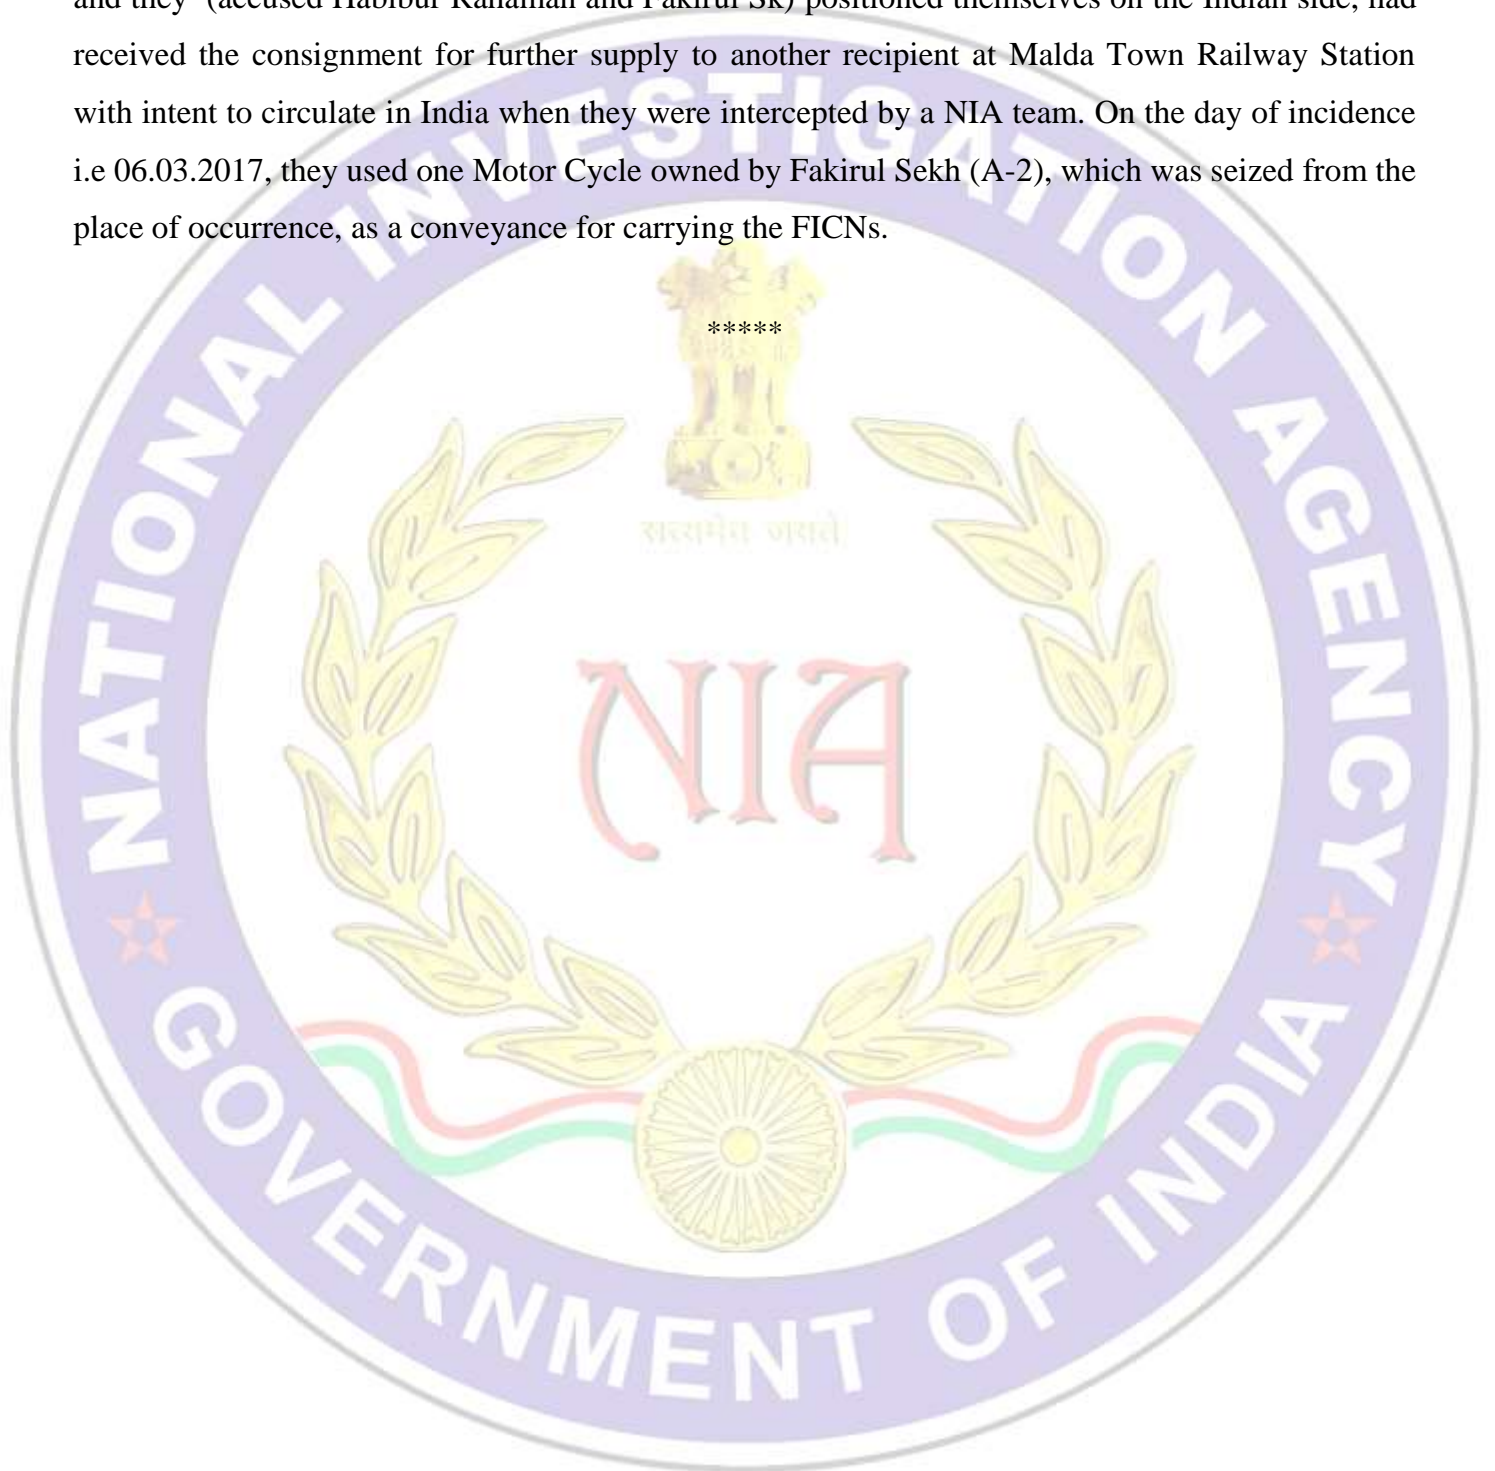 and they (accused Habibur Rahaman and Fakirul Sk) positioned themselves on the Indian side, had
received the consignment for further supply to another recipient at Malda Town Railway Station
with intent to circulate in India when they were intercepted by a NIA team. On the day of incidence
i.e 06.03.2017, they used one Motor Cycle owned by Fakirul Sekh (A-2), which was seized from the
place of occurrence, as a conveyance for carrying the FICNs.
*****
NATIONAL INVESTIGATION AGENCY
सत्यमेव जयते
NIA
GOVERNMENT OF INDIA